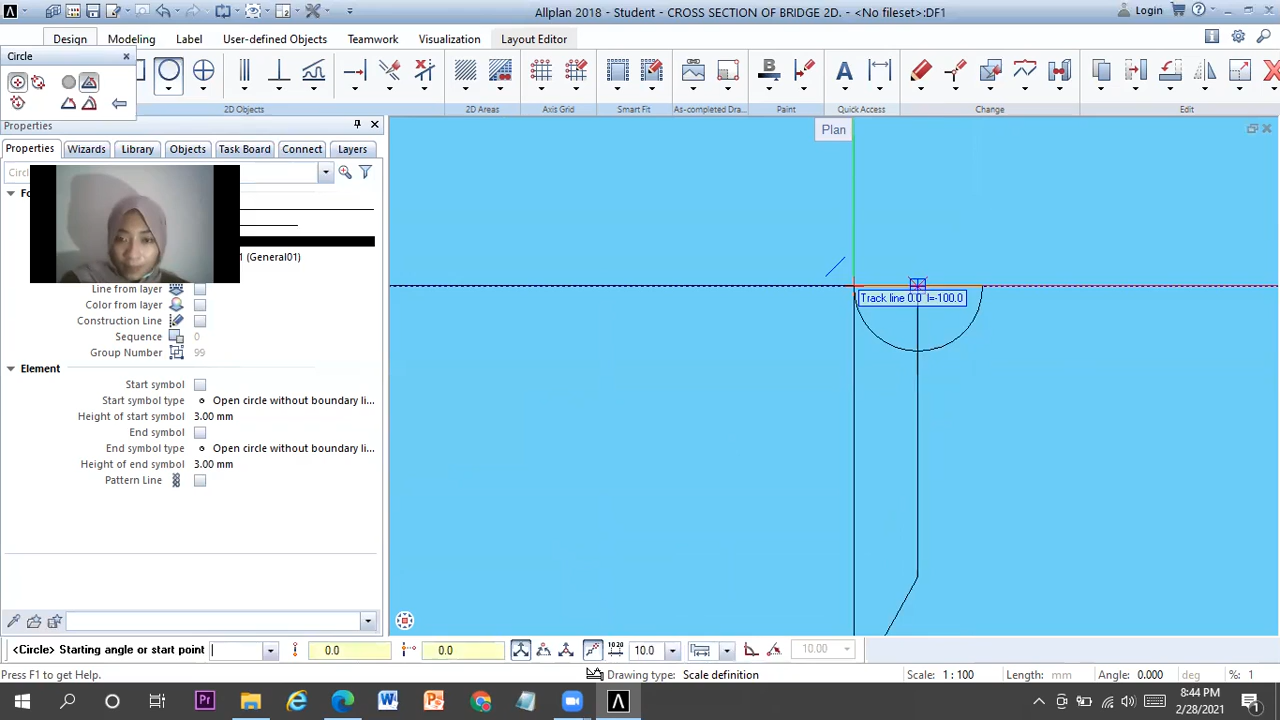 Allplan 2018 - Student - CROSS SECTION OF BRIDGE 2D. - <No fileset>:DF1
Login
Design Modeling Label User-defined Objects Teamwork Visualization Layout Editor
Circle
2D Objects 2D Areas Axis Grid Smart Fit As-completed Dra... Paint Quick Access Change Edit
Properties
Plan
Properties Wizards Library Objects Task Board Connect Layers
Circ
Fo
1 (General01)
Line from layer
Color from layer
Construction Line
Sequence 0
Group Number 99
Element
Start symbol
Start symbol type Open circle without boundary li...
Height of start symbol 3.00 mm
End symbol
End symbol type Open circle without boundary li...
Height of end symbol 3.00 mm
Pattern Line
Track line 0.0° l=-100.0
<Circle> Starting angle or start point 0.0 0.0 10.0 10.00
Press F1 to get Help. Drawing type: Scale definition Scale: 1 : 100 Length: mm Angle: 0.000 deg %: 1
8:44 PM
2/28/2021